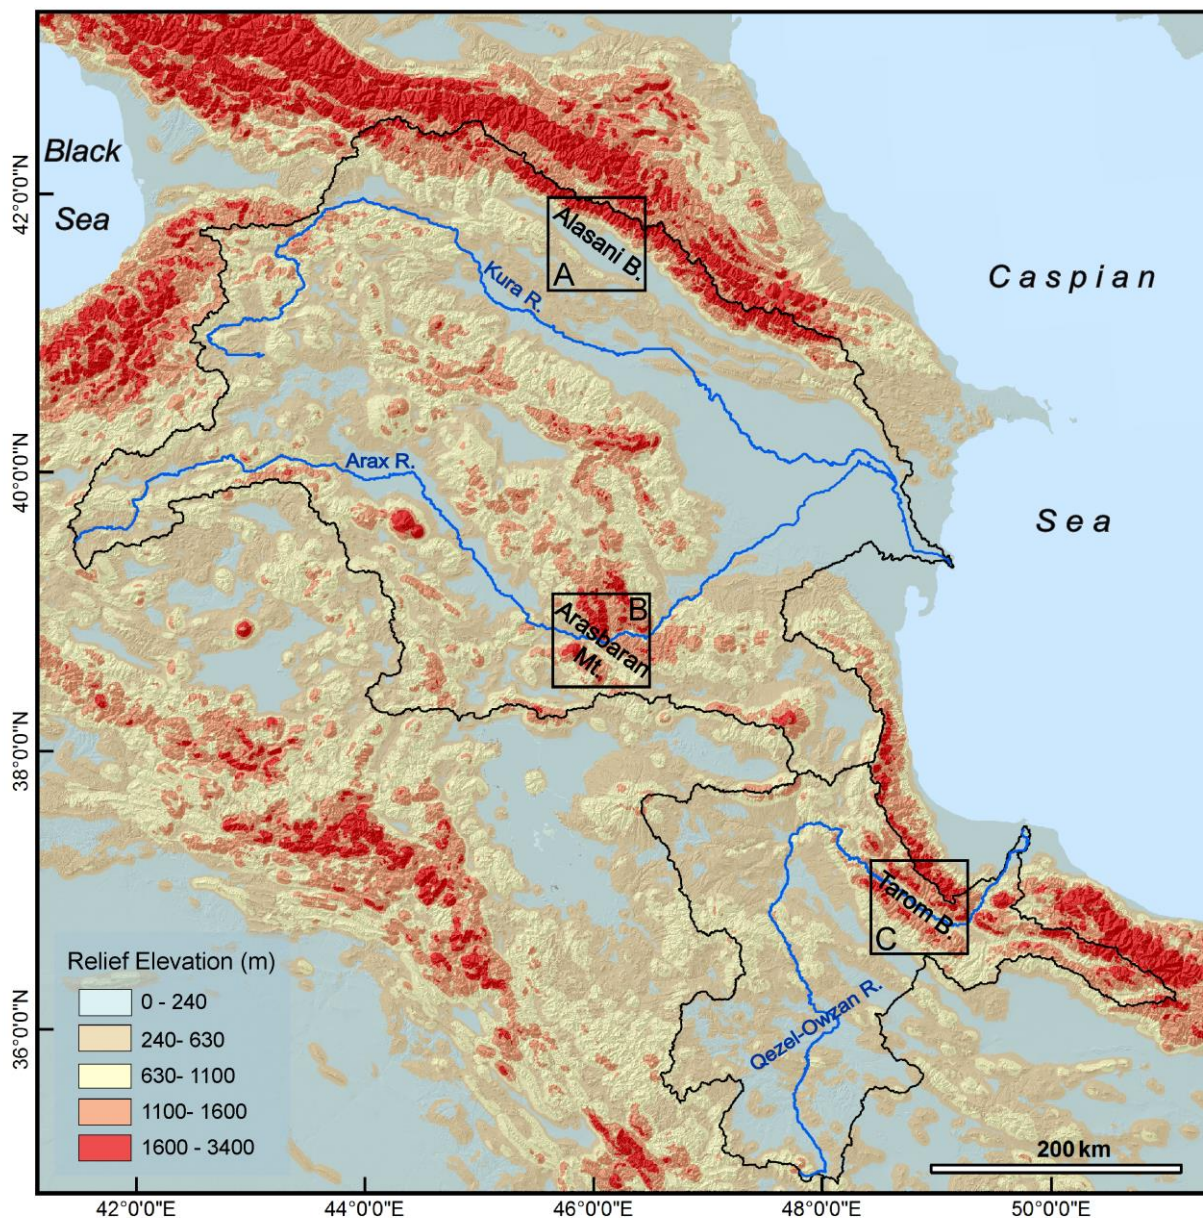 Black
Sea
42°0'0"N
Alasani B.
A
Kura R.
Caspian
Sea
40°0'0"N
Arax R.
B
Arasbaran
Mt.
38°0'0"N
Tarom B.
C
Qezel-Owzan R.
36°0'0"N
Relief Elevation (m)
0 - 240
240- 630
630- 1100
1100- 1600
1600 - 3400
200 km
42°0'0"E
44°0'0"E
46°0'0"E
48°0'0"E
50°0'0"E